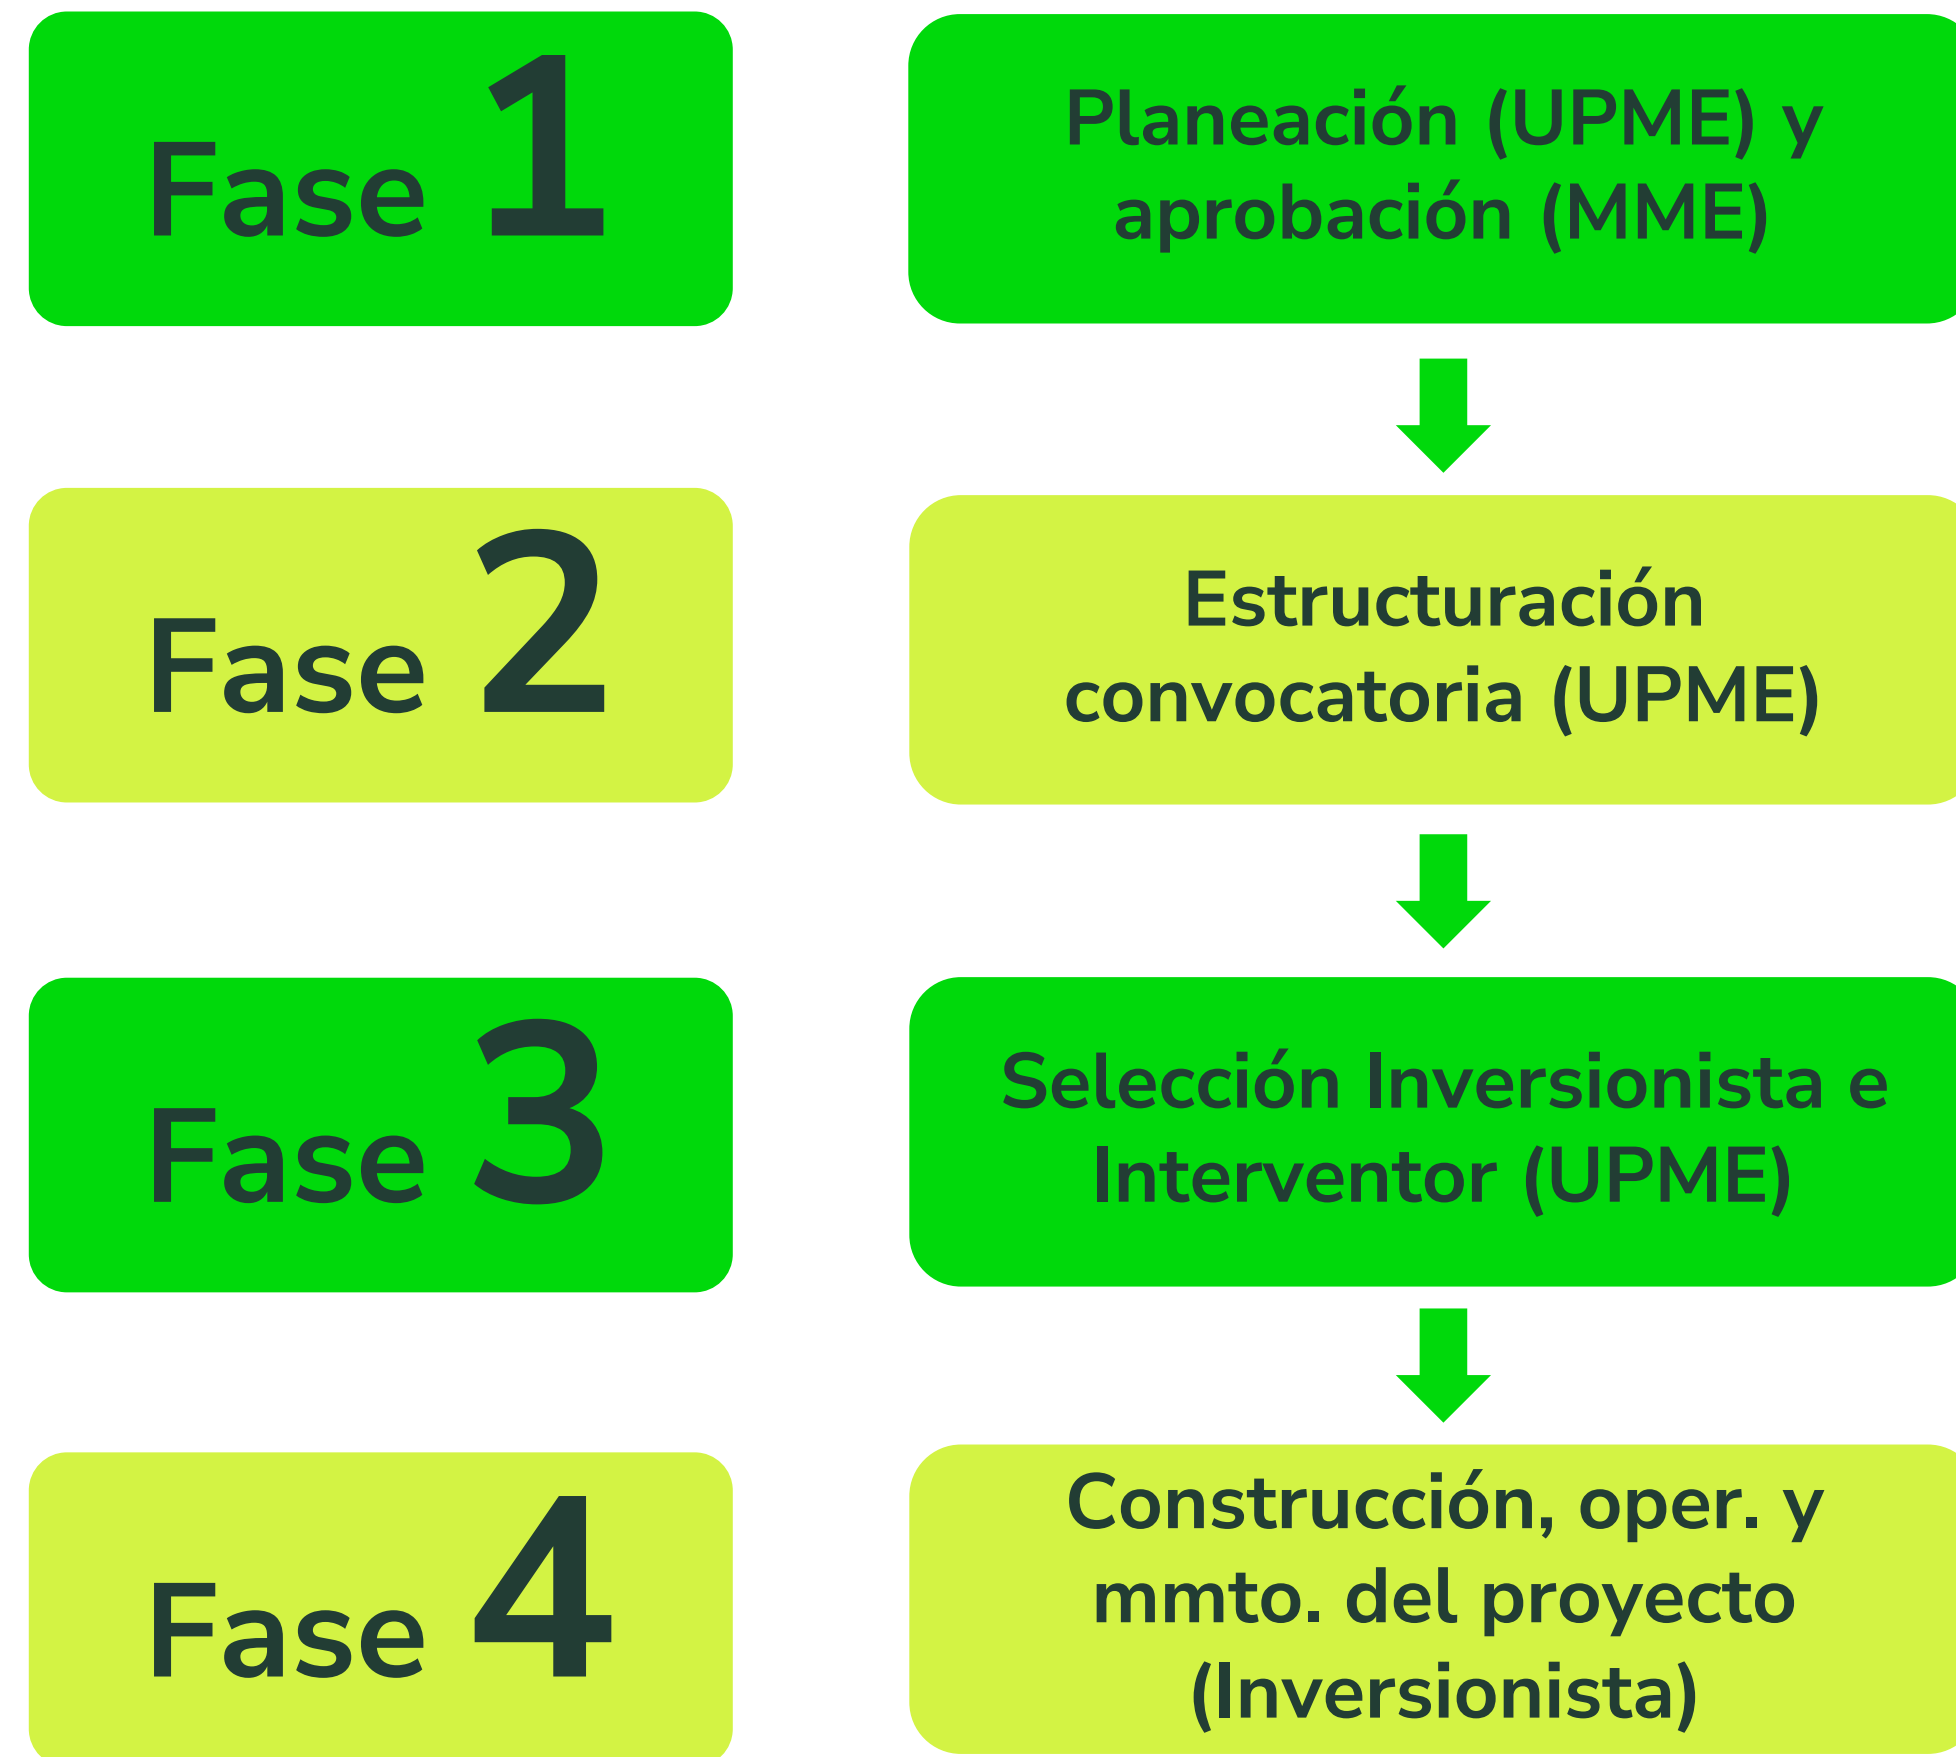 Fase 1
Planeación (UPME) y
aprobación (MME)
Fase 2
Estructuración
convocatoria (UPME)
Fase 3
Selección Inversionista e
Interventor (UPME)
Fase 4
Construcción, oper. y
mmto. del proyecto
(Inversionista)